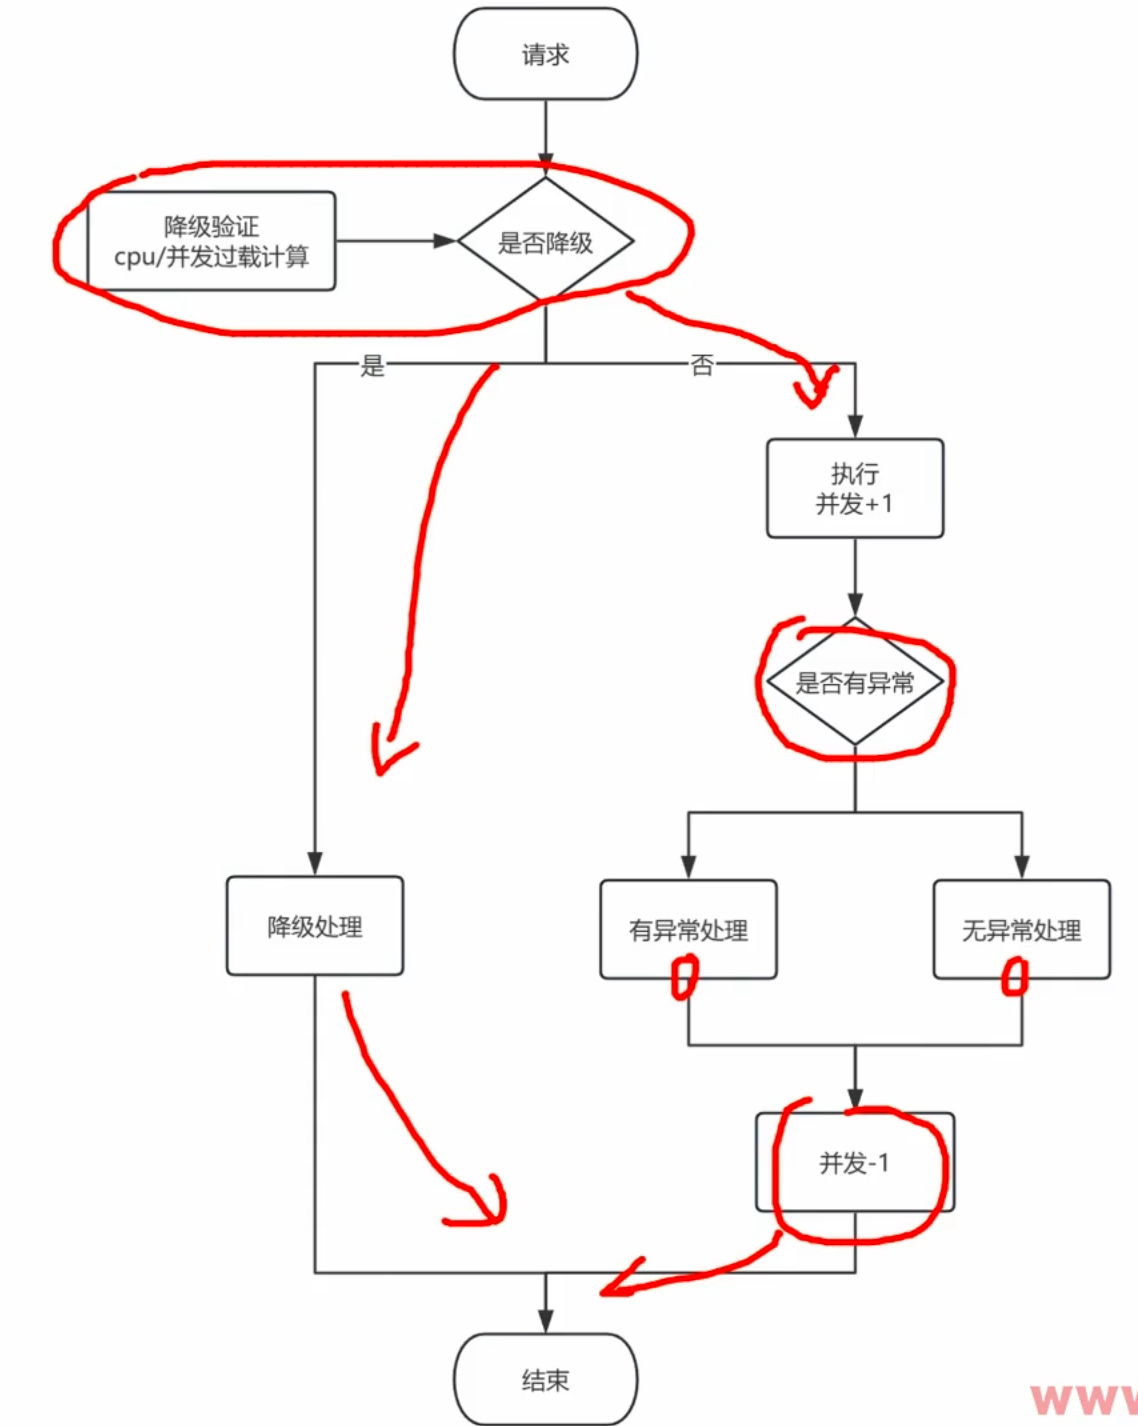 请求
降级验证
cpu/并发过载计算
是否降级
是
否
执行
并发+1
是否有异常
降级处理
有异常处理
无异常处理
并发-1
结束
www